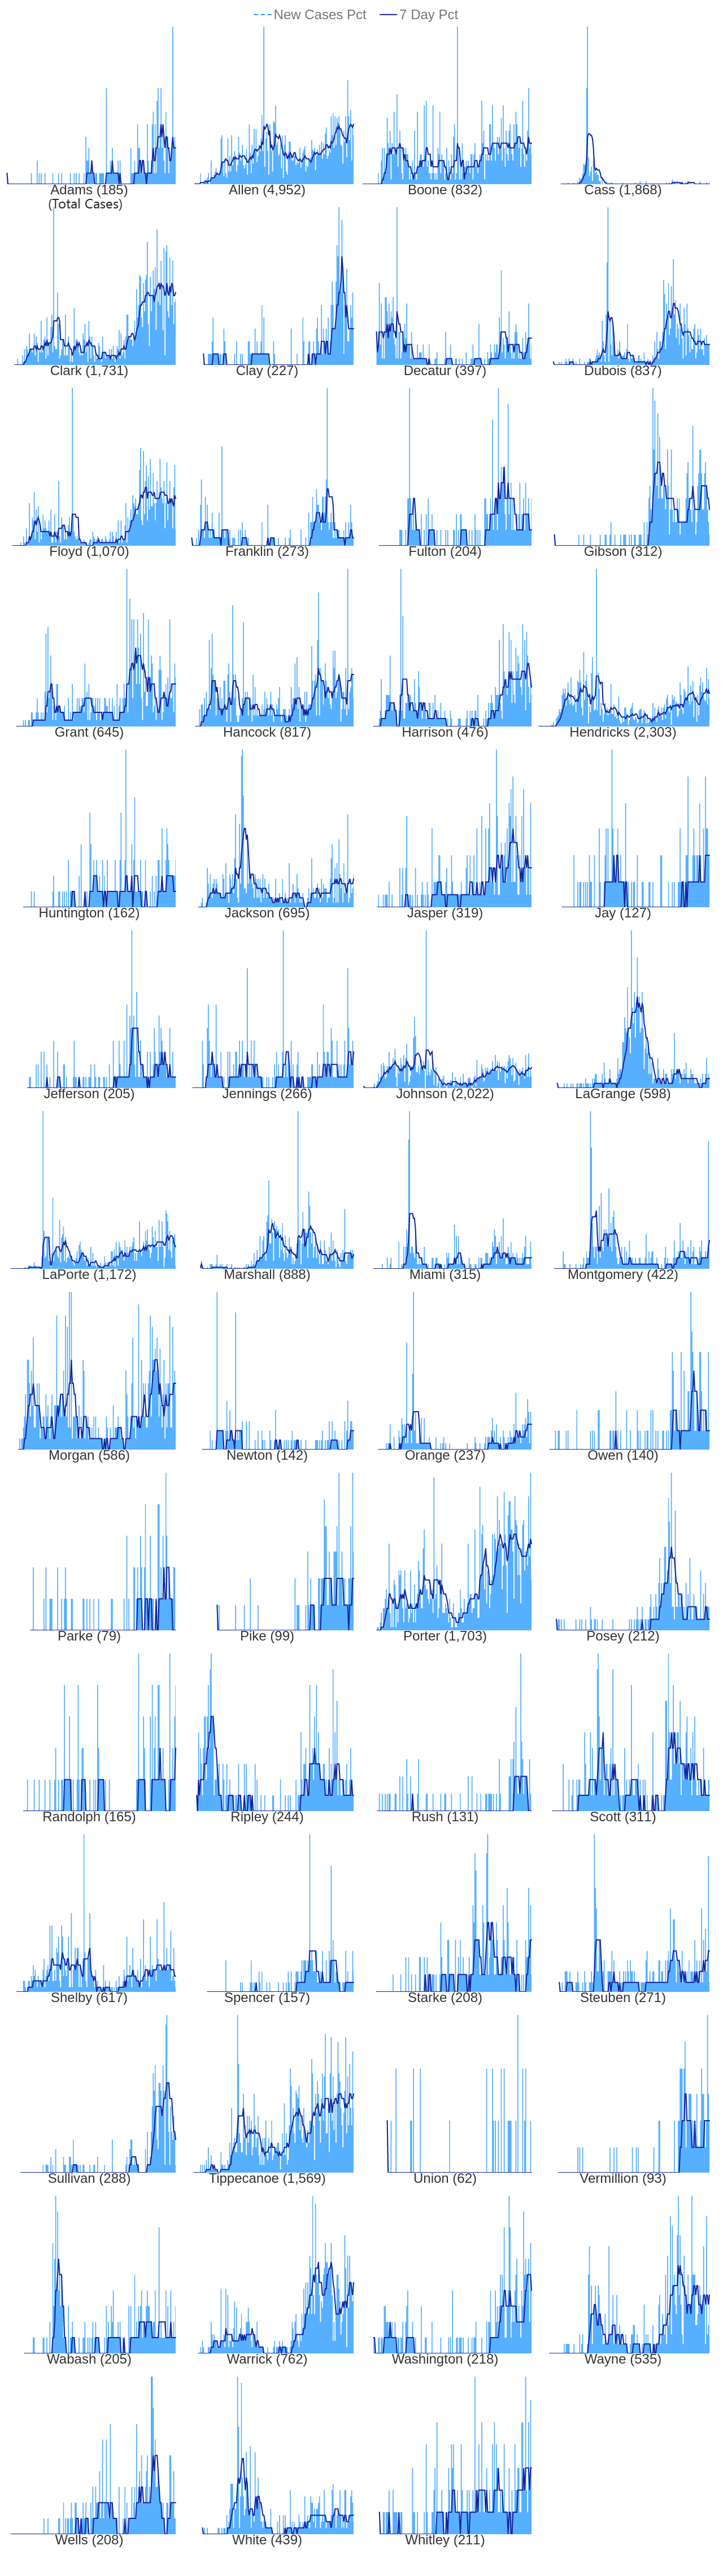 New Cases Pct 7 Day Pct
Adams (185) Allen (4,952) Boone (832) Cass (1,868)
(Total Cases)
Clark (1,731) Clay (227) Decatur (397) Dubois (837)
Floyd (1,070) Franklin (273) Fulton (204) Gibson (312)
Grant (645) Hancock (817) Harrison (476) Hendricks (2,303)
Huntington (162) Jackson (695) Jasper (319) Jay (127)
Jefferson (205) Jennings (266) Johnson (2,022) LaGrange (598)
LaPorte (1,172) Marshall (888) Miami (315) Montgomery (422)
Morgan (586) Newton (142) Orange (237) Owen (140)
Parke (79) Pike (99) Porter (1,703) Posey (212)
Randolph (165) Ripley (244) Rush (131) Scott (311)
Shelby (617) Spencer (157) Starke (208) Steuben (271)
Sullivan (288) Tippecanoe (1,569) Union (62) Vermillion (93)
Wabash (205) Warrick (762) Washington (218) Wayne (535)
Wells (208) White (439) Whitley (211)